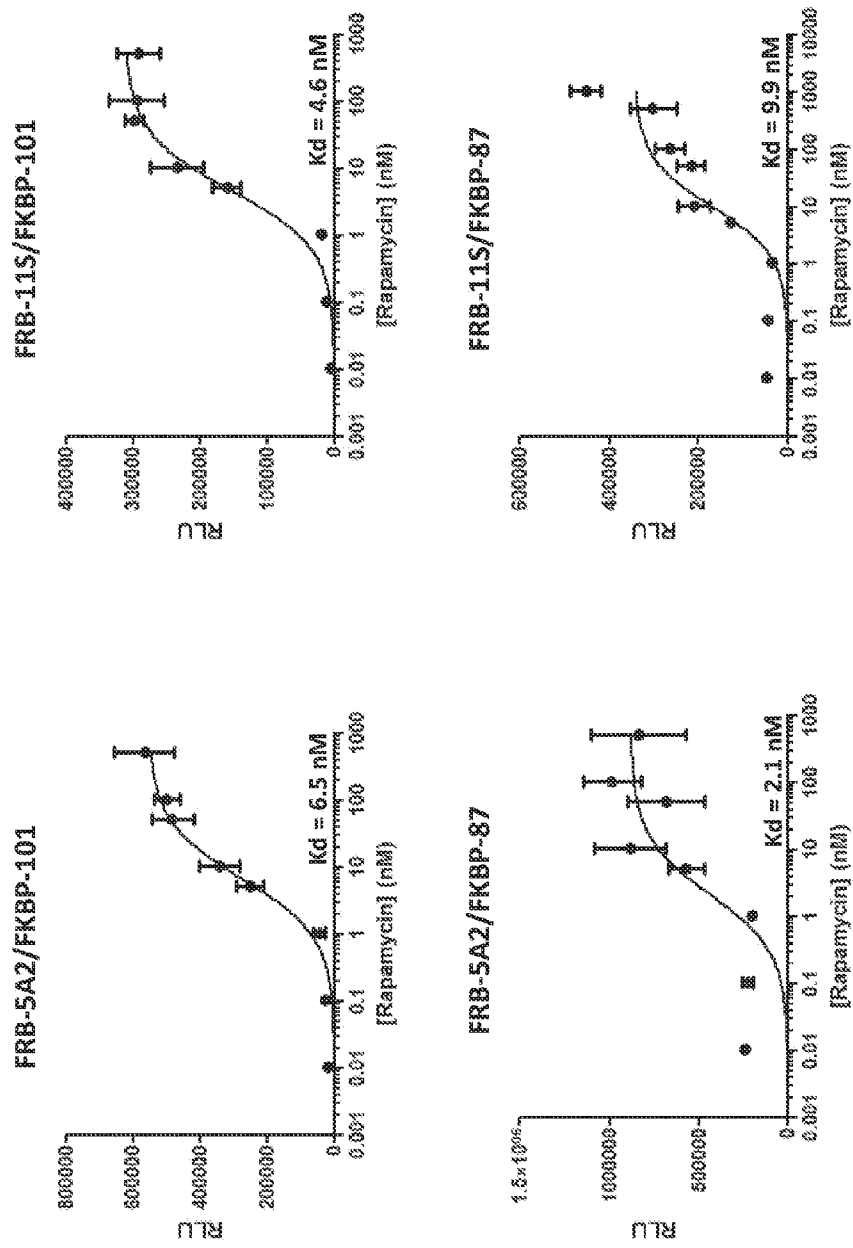 FRB-5A2/FKBP-101
800000
600000
400000
200000
0
RLU
Kd = 6.5 nM
0.001 0.01 0.1 1 10 100 1000
[Rapamycin] (nM)
FRB-11S/FKBP-101
400000
300000
200000
100000
0
RLU
Kd = 4.6 nM
0.001 0.01 0.1 1 10 100 1000
[Rapamycin] (nM)
FRB-5A2/FKBP-87
1.5×10⁰⁶
1000000
500000
0
RLU
Kd = 2.1 nM
0.001 0.01 0.1 1 10 100 1000
[Rapamycin] (nM)
FRB-11S/FKBP-87
600000
400000
200000
0
RLU
Kd = 9.9 nM
0.001 0.01 0.1 1 10 100 1000 10000
[Rapamycin] (nM)